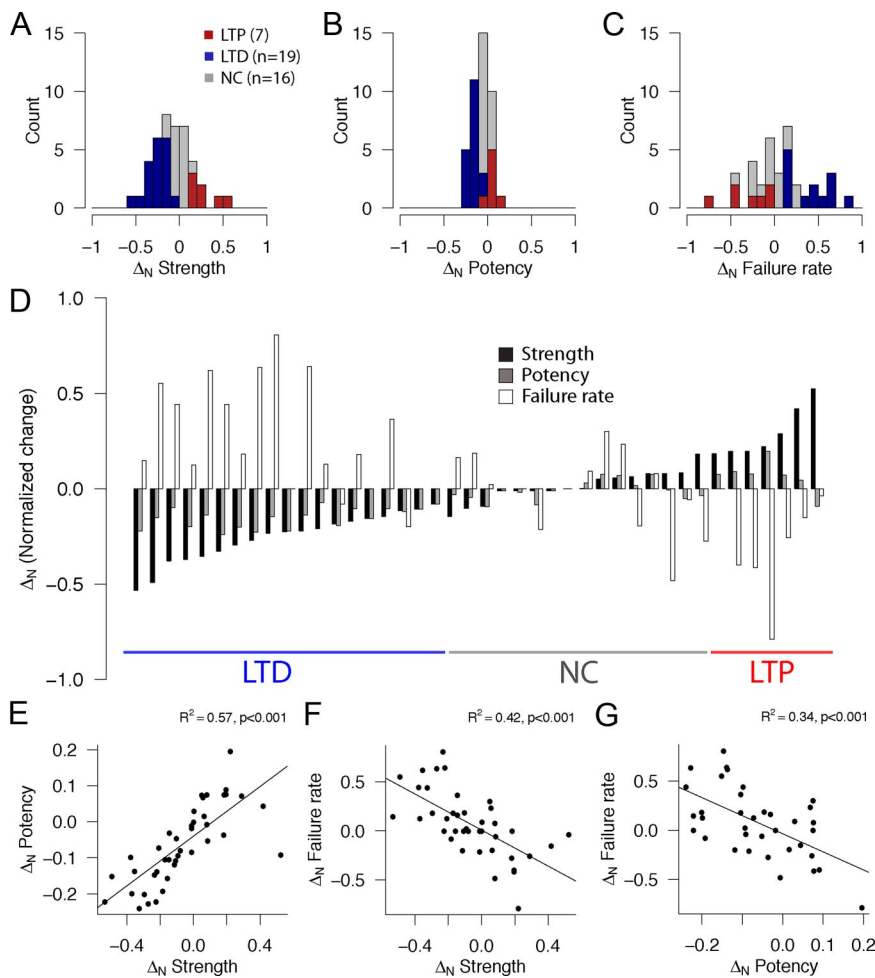 A
B
C
LTP (7)
LTD (n=19)
NC (n=16)
Count
15
10
5
0
−1 −0.5 0 0.5 1
ΔN Strength
Count
15
10
5
0
−1 −0.5 0 0.5 1
ΔN Potency
Count
15
10
5
0
−1 −0.5 0 0.5 1
ΔN Failure rate
D
ΔN (Normalized change)
1.0
0.5
0.0
−0.5
−1.0
Strength
Potency
Failure rate
LTD
NC
LTP
E
R² = 0.57, p<0.001
ΔN Potency
0.2
0.1
0.0
−0.1
−0.2
−0.4 0.0 0.4
ΔN Strength
F
R² = 0.42, p<0.001
ΔN Failure rate
0.5
0.0
−0.5
−0.4 0.0 0.4
ΔN Strength
G
R² = 0.34, p<0.001
ΔN Failure rate
0.5
0.0
−0.5
−0.2 0.0 0.1 0.2
ΔN Potency